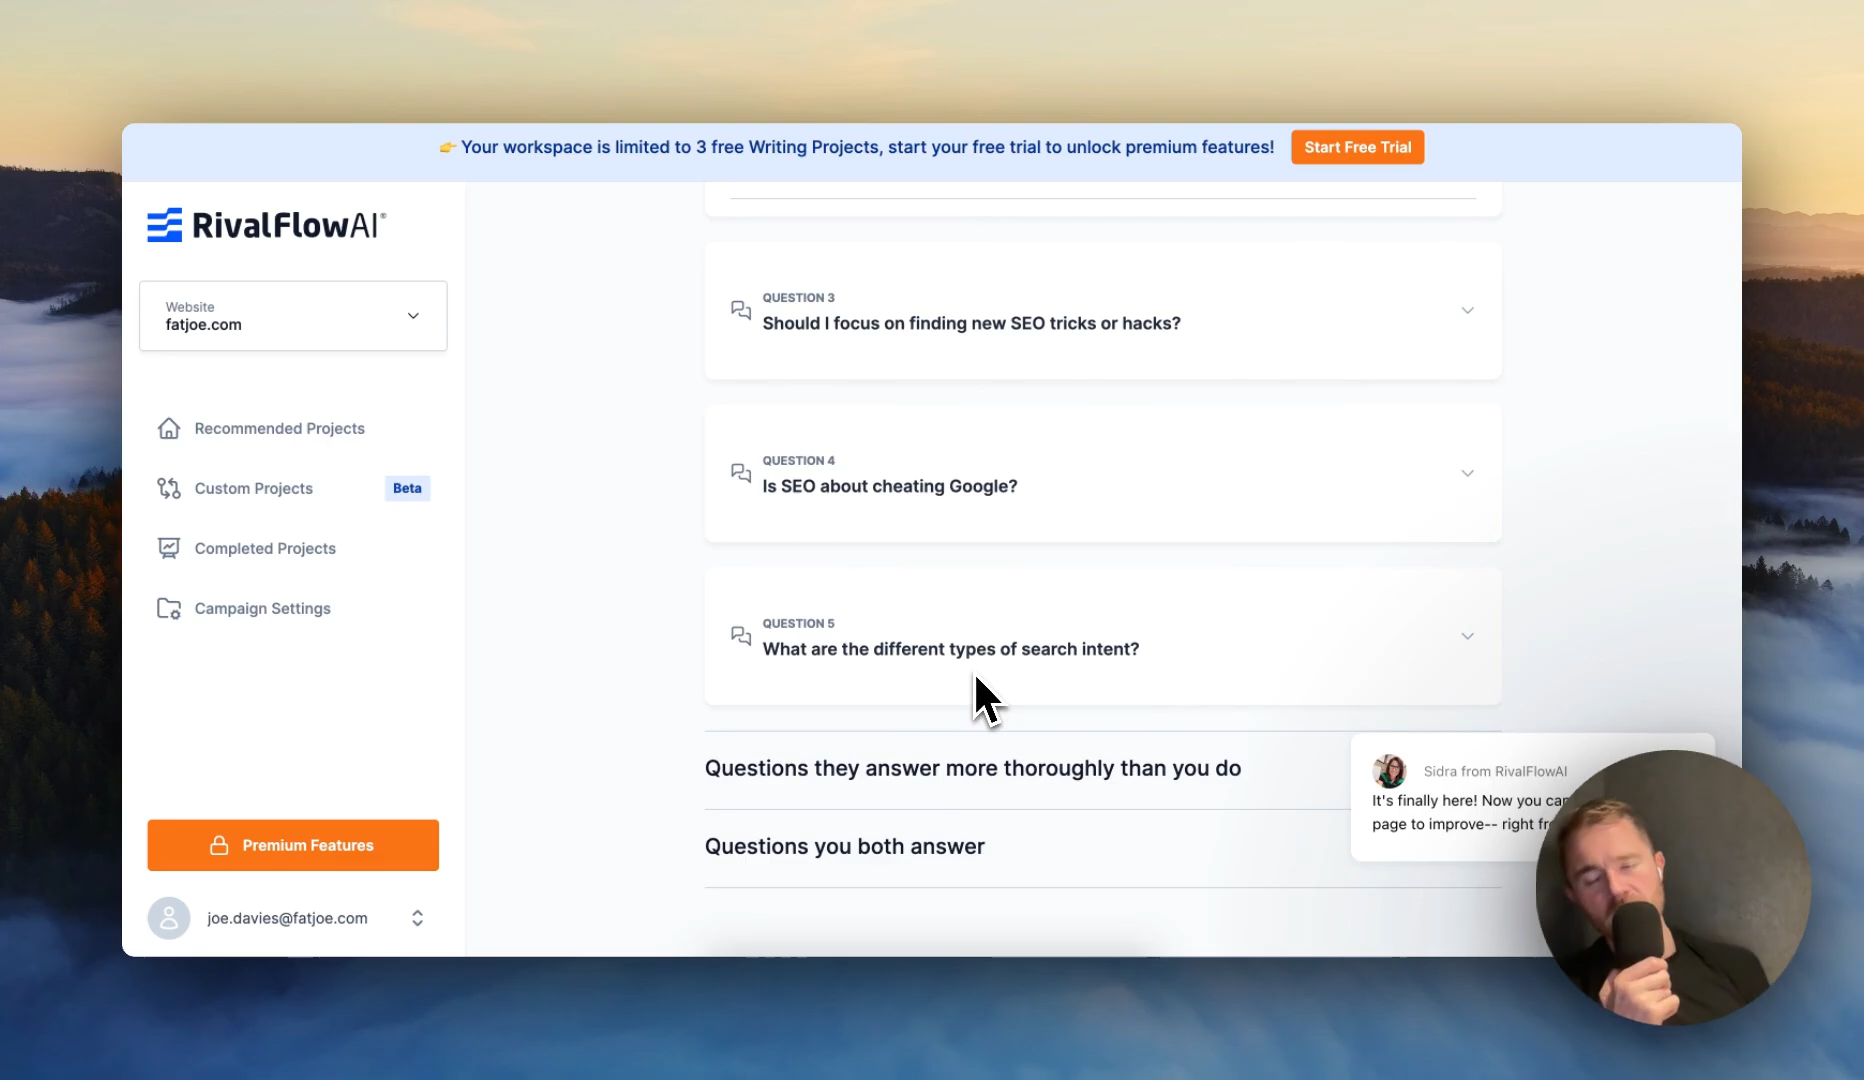 👉 Your workspace is limited to 3 free Writing Projects, start your free trial to unlock premium features!
Start Free Trial
RivalFlowAI®
Website
fatjoe.com
Recommended Projects
Custom Projects
Beta
Completed Projects
Campaign Settings
Premium Features
joe.davies@fatjoe.com
QUESTION 3
Should I focus on finding new SEO tricks or hacks?
QUESTION 4
Is SEO about cheating Google?
QUESTION 5
What are the different types of search intent?
Questions they answer more thoroughly than you do
Questions you both answer
Sidra from RivalFlowAI
It's finally here! Now you can
page to improve-- right